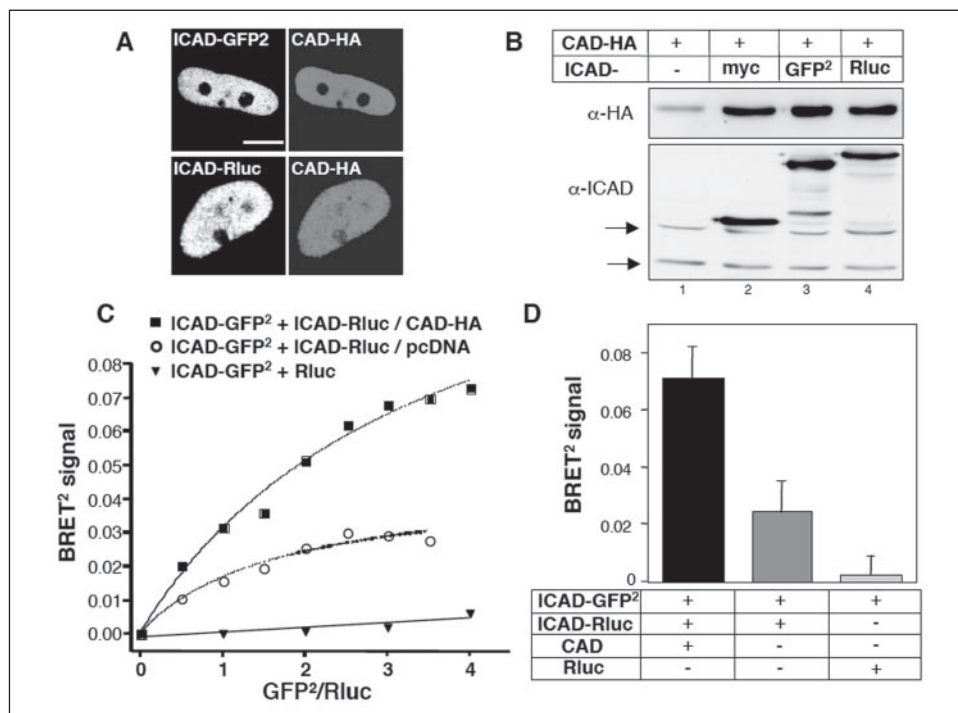 A
ICAD-GFP2
CAD-HA
ICAD-Rluc
CAD-HA
B
CAD-HA + + + +
ICAD- - myc GFP² Rluc
α-HA
α-ICAD
1 2 3 4
C
ICAD-GFP² + ICAD-Rluc / CAD-HA
ICAD-GFP² + ICAD-Rluc / pcDNA
ICAD-GFP² + Rluc
BRET² signal
0.08
0.07
0.06
0.05
0.04
0.03
0.02
0.01
0.00
0 1 2 3 4
GFP²/Rluc
D
BRET² signal
0.08
0.06
0.04
0.02
0
ICAD-GFP² + + +
ICAD-Rluc + + -
CAD + - -
Rluc - - +